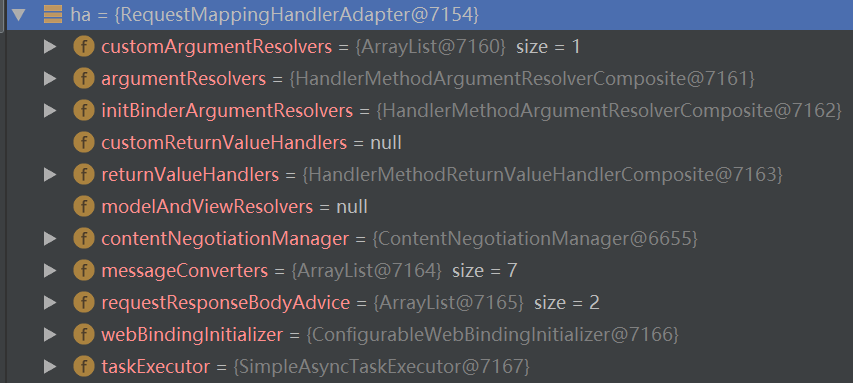 ha = {RequestMappingHandlerAdapter@7154}
f customArgumentResolvers = {ArrayList@7160} size = 1
f argumentResolvers = {HandlerMethodArgumentResolverComposite@7161}
f initBinderArgumentResolvers = {HandlerMethodArgumentResolverComposite@7162}
f customReturnValueHandlers = null
f returnValueHandlers = {HandlerMethodReturnValueHandlerComposite@7163}
f modelAndViewResolvers = null
f contentNegotiationManager = {ContentNegotiationManager@6655}
f messageConverters = {ArrayList@7164} size = 7
f requestResponseBodyAdvice = {ArrayList@7165} size = 2
f webBindingInitializer = {ConfigurableWebBindingInitializer@7166}
f taskExecutor = {SimpleAsyncTaskExecutor@7167}